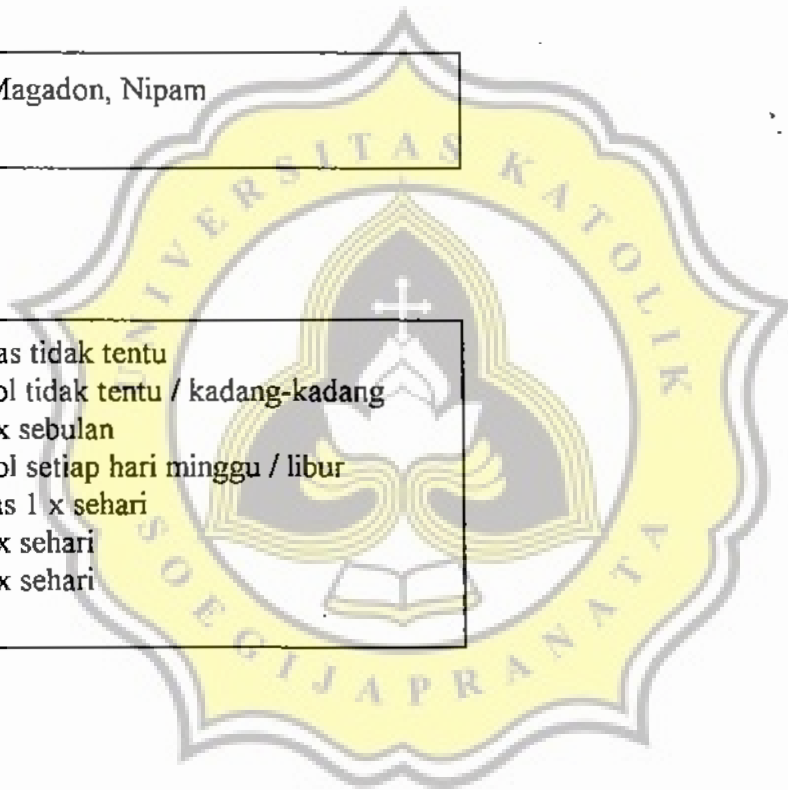 Magadon, Nipam
UNIVERSITAS KATOLIK
as tidak tentu
ol tidak tentu / kadang-kadang
x sebulan
ol setiap hari minggu / libur
as 1 x sehari
x sehari
x sehari
SOEGIJAPRANATA